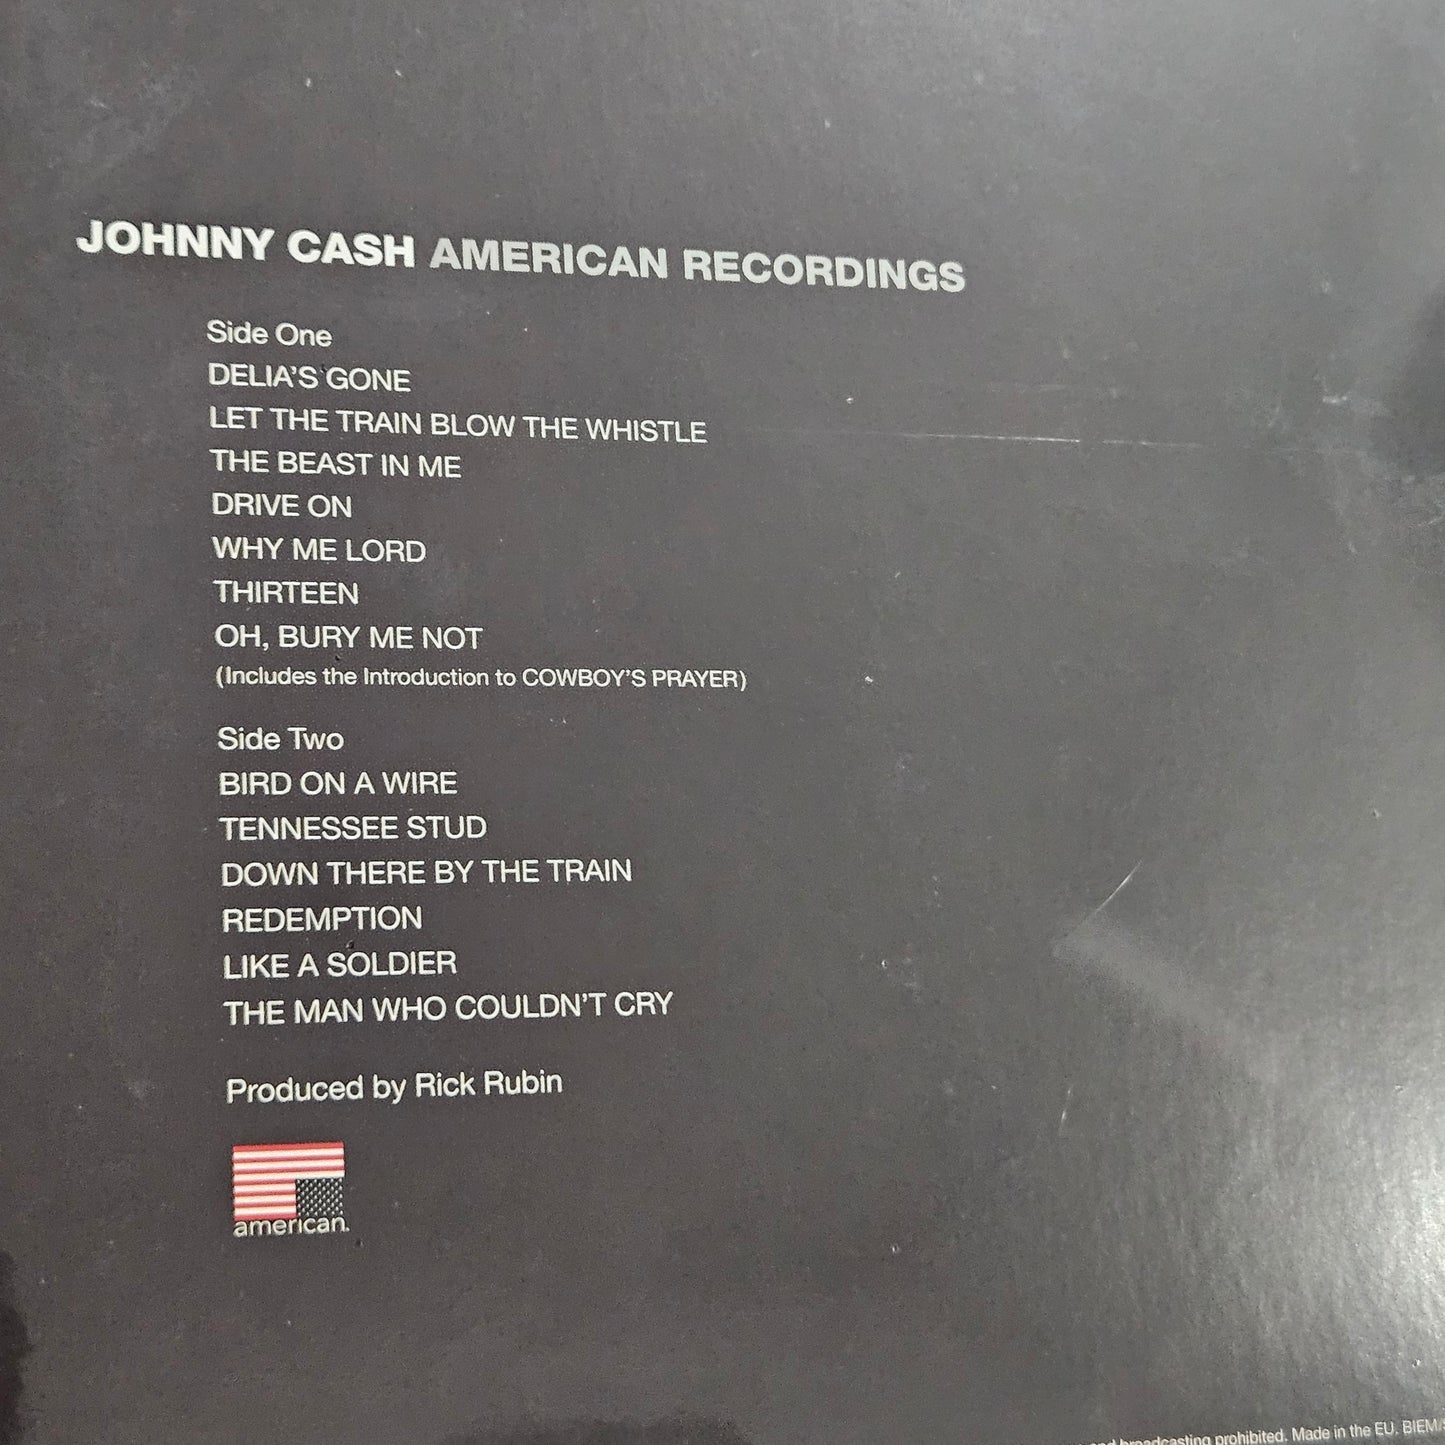 JOHNNY CASH AMERICAN RECORDINGS
Side One
DELIA'S GONE
LET THE TRAIN BLOW THE WHISTLE
THE BEAST IN ME
DRIVE ON
WHY ME LORD
THIRTEEN
OH, BURY ME NOT
(Includes the Introduction to COWBOY'S PRAYER)
Side Two
BIRD ON A WIRE
TENNESSEE STUD
DOWN THERE BY THE TRAIN
REDEMPTION
LIKE A SOLDIER
THE MAN WHO COULDN'T CRY
Produced by Rick Rubin
american.
and broadcasting prohibited. Made in the EU. BIEM/